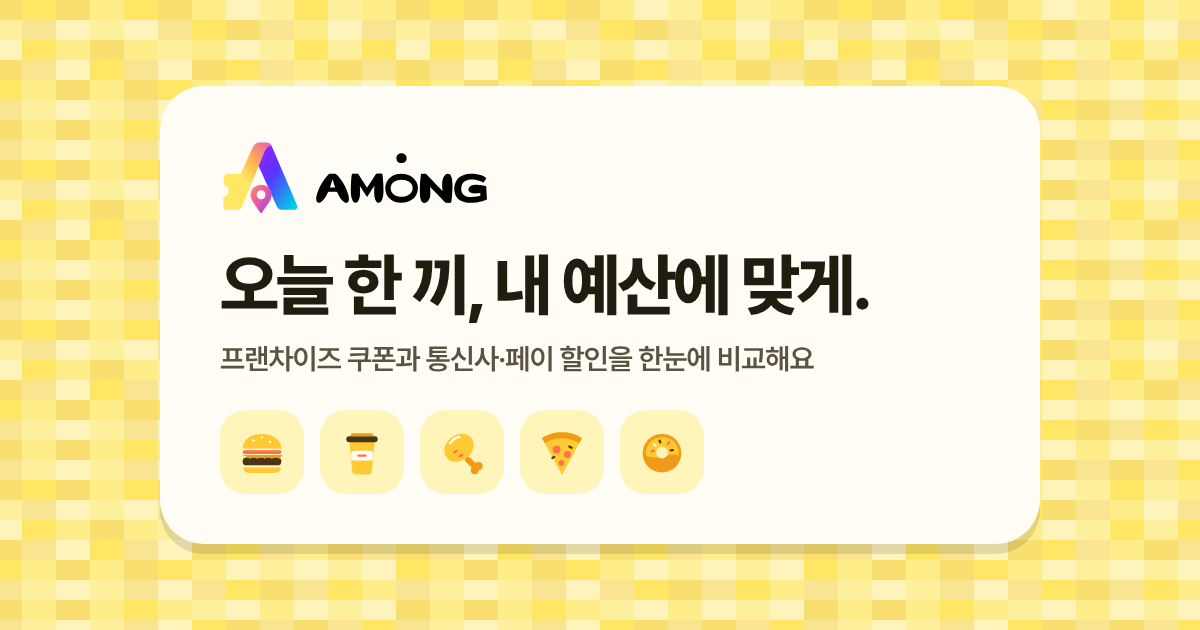 AMONG
오늘 한 끼, 내 예산에 맞게.
프랜차이즈 쿠폰과 통신사·페이 할인을 한눈에 비교해요